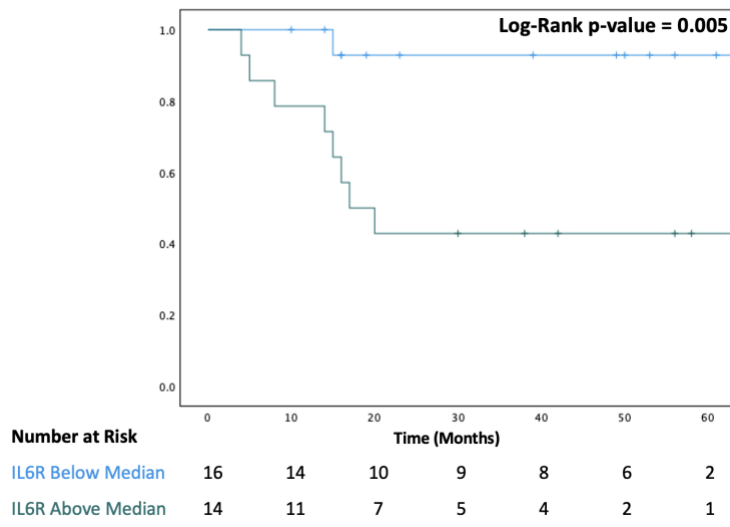 Log-Rank p-value = 0.005
1.0
0.8
0.6
0.4
0.2
0.0
0 10 20 30 40 50 60
Number at Risk
Time (Months)
IL6R Below Median 16 14 10 9 8 6 2
IL6R Above Median 14 11 7 5 4 2 1